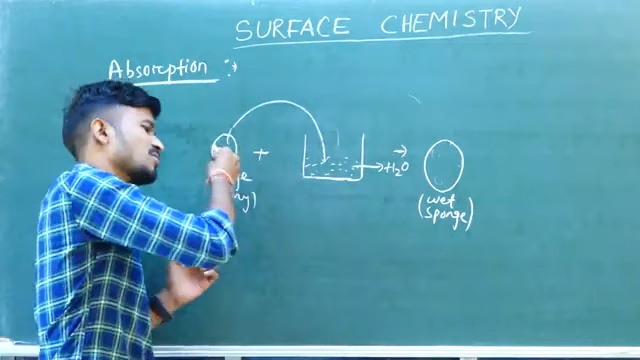 SURFACE CHEMISTRY
Absorption :→
+ → H₂O →
(wet
sponge)